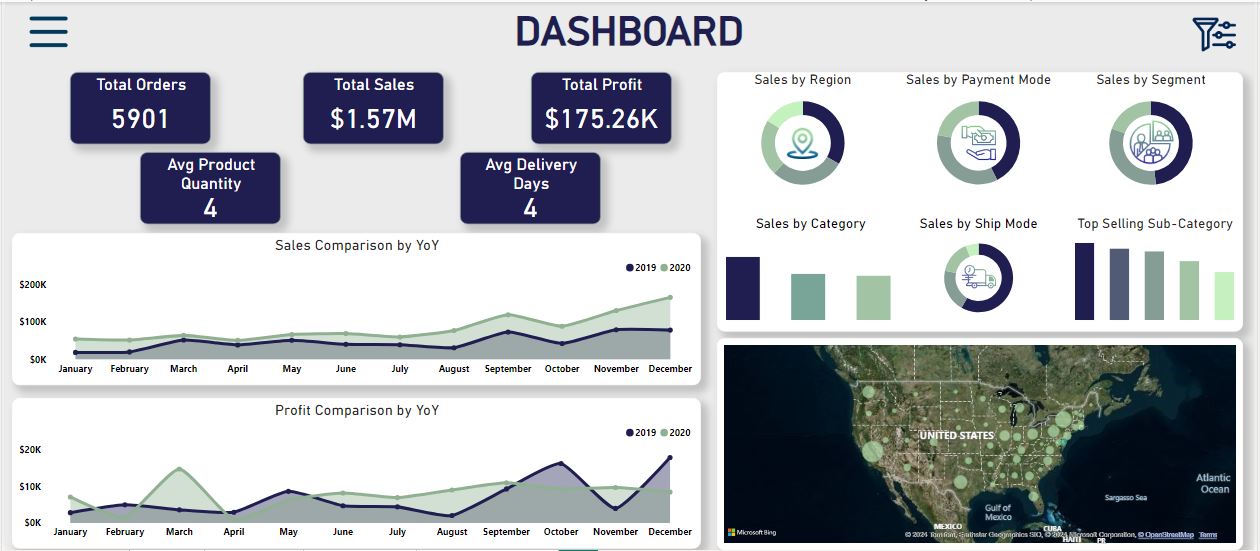 DASHBOARD
Total Orders
5901
Total Sales
$1.57M
Total Profit
$175.26K
Avg Product
Quantity
4
Avg Delivery
Days
4
Sales Comparison by YoY
2019 2020
$200K
$100K
$0K
January February March April May June July August September October November December
Profit Comparison by YoY
2019 2020
$20K
$10K
$0K
January February March April May June July August September October November December
Sales by Region
Sales by Payment Mode
Sales by Segment
Sales by Category
Sales by Ship Mode
Top Selling Sub-Category
UNITED STATES
Atlantic
Ocean
Sargasso Sea
Gulf of
Mexico
MEXICO
CUBA
HAITI
PR
Microsoft Bing
© 2024 TomTom, Earthstar Geographics SIO, © 2024 Microsoft Corporation, © OpenStreetMap Terms